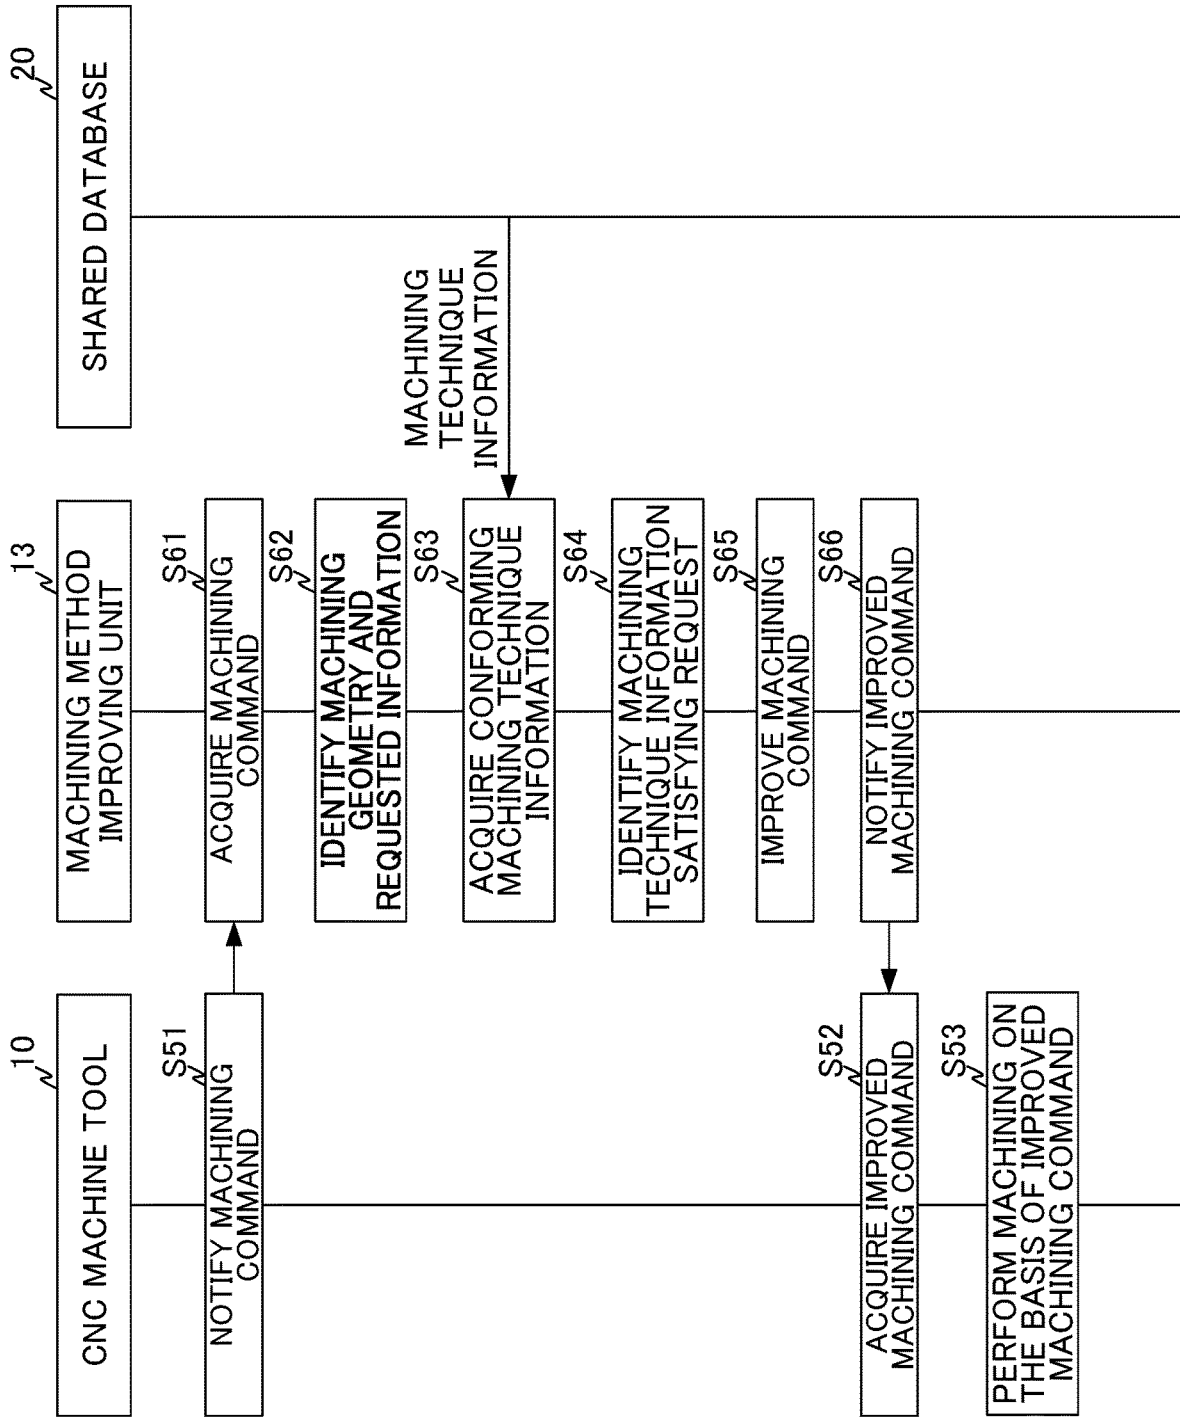 10
CNC MACHINE TOOL
13
MACHINING METHOD
IMPROVING UNIT
20
SHARED DATABASE
S51
NOTIFY MACHINING
COMMAND
S61
ACQUIRE MACHINING
COMMAND
S62
IDENTIFY MACHINING
GEOMETRY AND
REQUESTED INFORMATION
S63
ACQUIRE CONFORMING
MACHINING TECHNIQUE
INFORMATION
MACHINING
TECHNIQUE
INFORMATION
S64
IDENTIFY MACHINING
TECHNIQUE INFORMATION
SATISFYING REQUEST
S65
IMPROVE MACHINING
COMMAND
S66
NOTIFY IMPROVED
MACHINING COMMAND
S52
ACQUIRE IMPROVED
MACHINING COMMAND
S53
PERFORM MACHINING ON
THE BASIS OF IMPROVED
MACHINING COMMAND